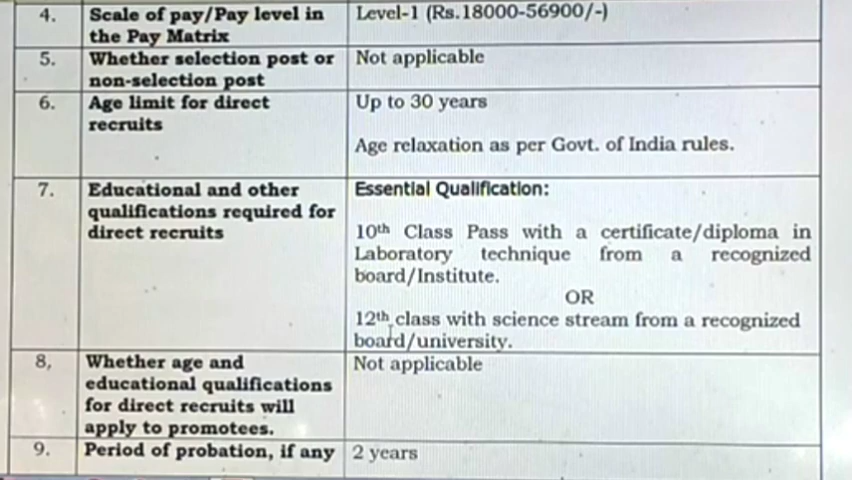 4. Scale of pay/Pay level in Level-1 (Rs.18000-56900/-)
the Pay Matrix
5. Whether selection post or Not applicable
non-selection post
6. Age limit for direct Up to 30 years
recruits
Age relaxation as per Govt. of India rules.
7. Educational and other Essential Qualification:
qualifications required for
direct recruits 10th Class Pass with a certificate/diploma in
Laboratory technique from a recognized
board/Institute.
OR
12th class with science stream from a recognized
board/university.
8, Whether age and Not applicable
educational qualifications
for direct recruits will
apply to promotees.
9. Period of probation, if any 2 years